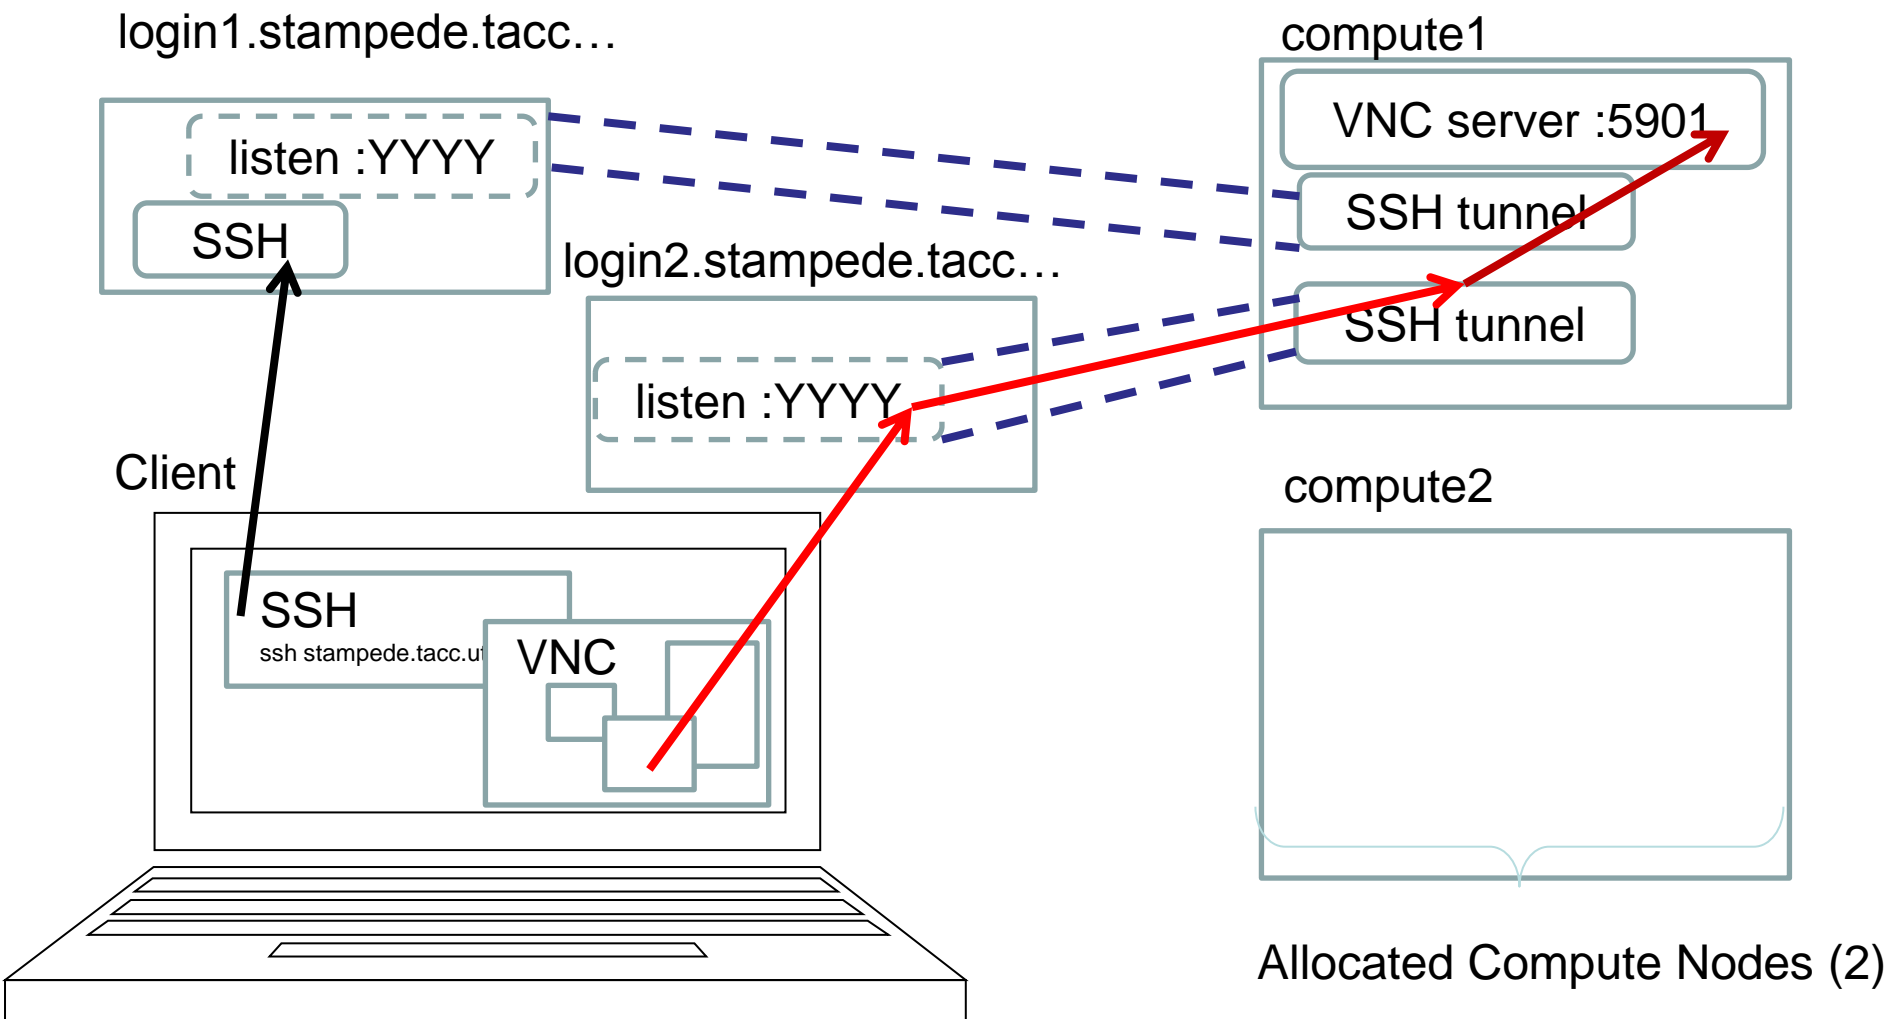 login1.stampede.tacc…
compute1
VNC server :5901
listen :YYYY
SSH tunnel
SSH
login2.stampede.tacc…
SSH tunnel
listen :YYYY
Client
compute2
SSH
ssh stampede.tacc.ut
VNC
Allocated Compute Nodes (2)